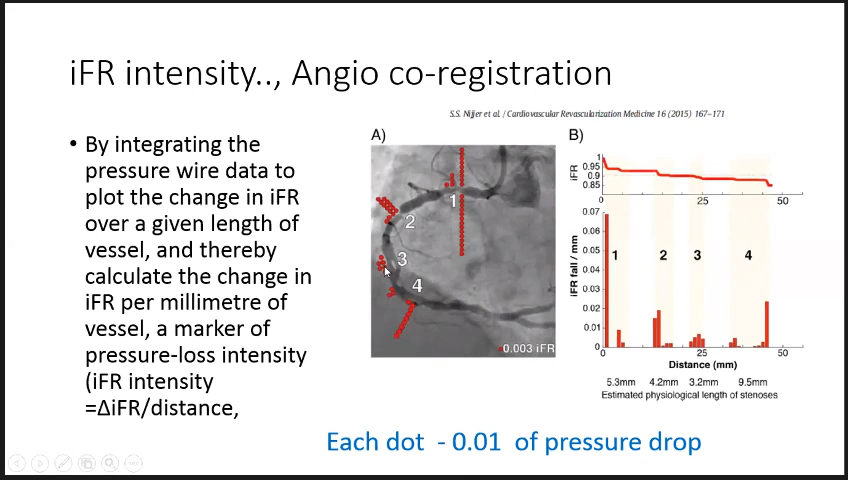 iFR intensity.., Angio co-registration
S.S. Nijjer et al. / Cardiovascular Revascularization Medicine 16 (2015) 167–171
• By integrating the
pressure wire data to
plot the change in iFR
over a given length of
vessel, and thereby
calculate the change in
iFR per millimetre of
vessel, a marker of
pressure-loss intensity
(iFR intensity
=ΔiFR/distance,
A)
1
2
3
4
0.003 iFR
B)
iFR
1
0.95
0.9
0.85
0 25 50
iFR fall / mm
0.07
0.06
0.05
0.04
0.03
0.02
0.01
0
1 2 3 4
0 25 50
Distance (mm)
5.3mm 4.2mm 3.2mm 9.5mm
Estimated physiological length of stenoses
Each dot - 0.01 of pressure drop